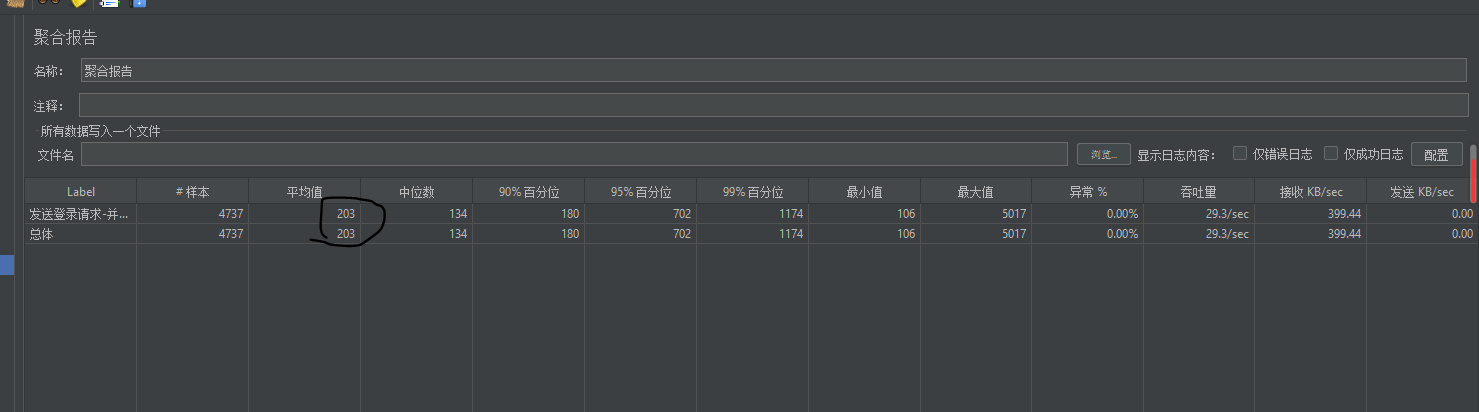 聚合报告
名称： 聚合报告
注释：
所有数据写入一个文件
文件名 浏览... 显示日志内容： 仅错误日志 仅成功日志 配置
Label # 样本 平均值 中位数 90% 百分位 95% 百分位 99% 百分位 最小值 最大值 异常 % 吞吐量 接收 KB/sec 发送 KB/sec
发送登录请求-并... 4737 203 134 180 702 1174 106 5017 0.00% 29.3/sec 399.44 0.00
总体 4737 203 134 180 702 1174 106 5017 0.00% 29.3/sec 399.44 0.00